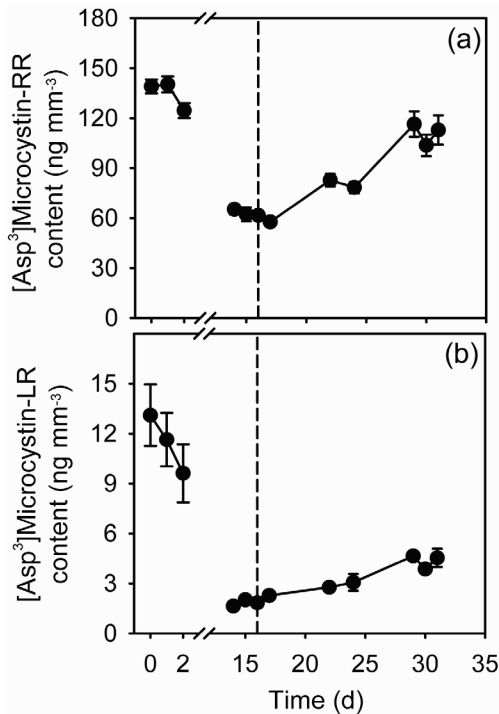 (a)
180
150
120
90
60
30
0
[Asp³]Microcystin-RR
content (ng mm⁻³)
(b)
15
12
9
6
3
0
[Asp³]Microcystin-LR
content (ng mm⁻³)
0 2 15 20 25 30 35
Time (d)